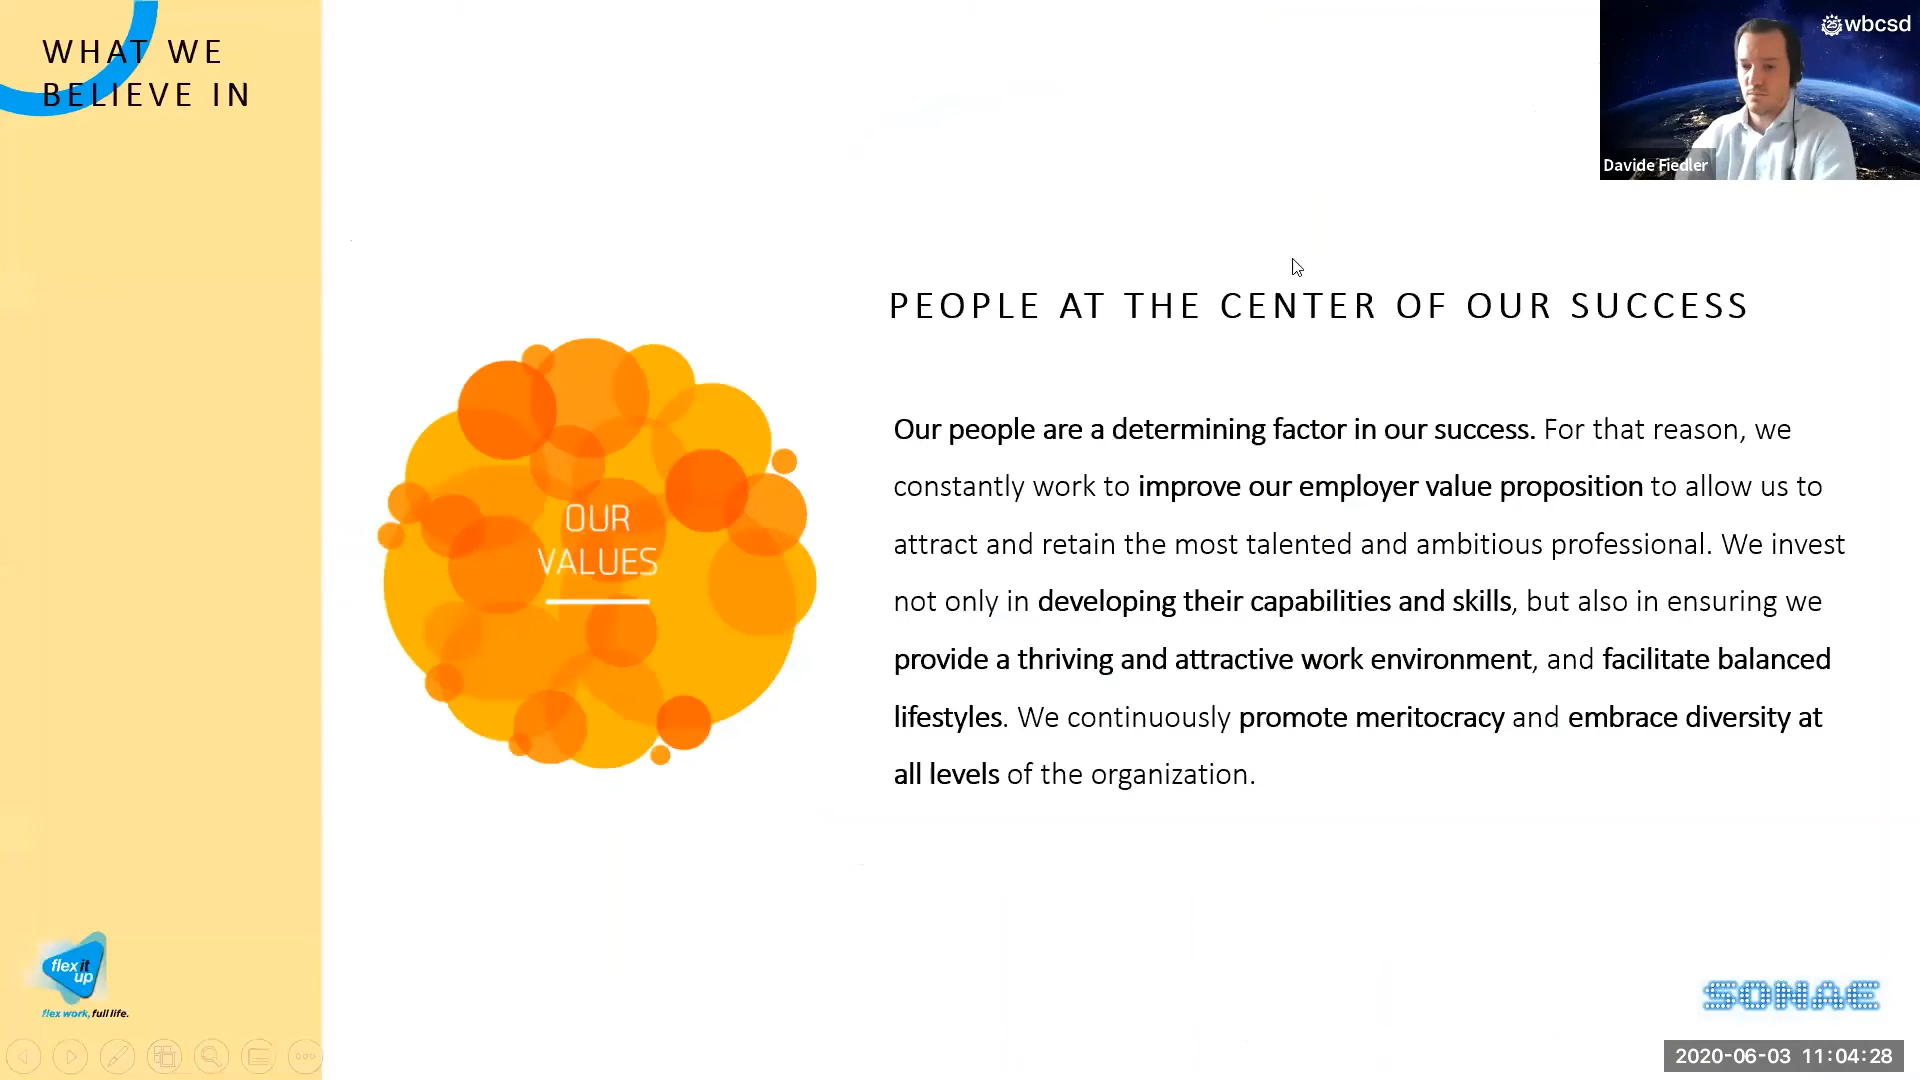 WHAT WE
BELIEVE IN
wbcsd
Davide Fiedler
PEOPLE AT THE CENTER OF OUR SUCCESS
OUR
VALUES
Our people are a determining factor in our success. For that reason, we
constantly work to improve our employer value proposition to allow us to
attract and retain the most talented and ambitious professional. We invest
not only in developing their capabilities and skills, but also in ensuring we
provide a thriving and attractive work environment, and facilitate balanced
lifestyles. We continuously promote meritocracy and embrace diversity at
all levels of the organization.
flex it
up
flex work, full life.
SONAE
2020-06-03 11:04:28